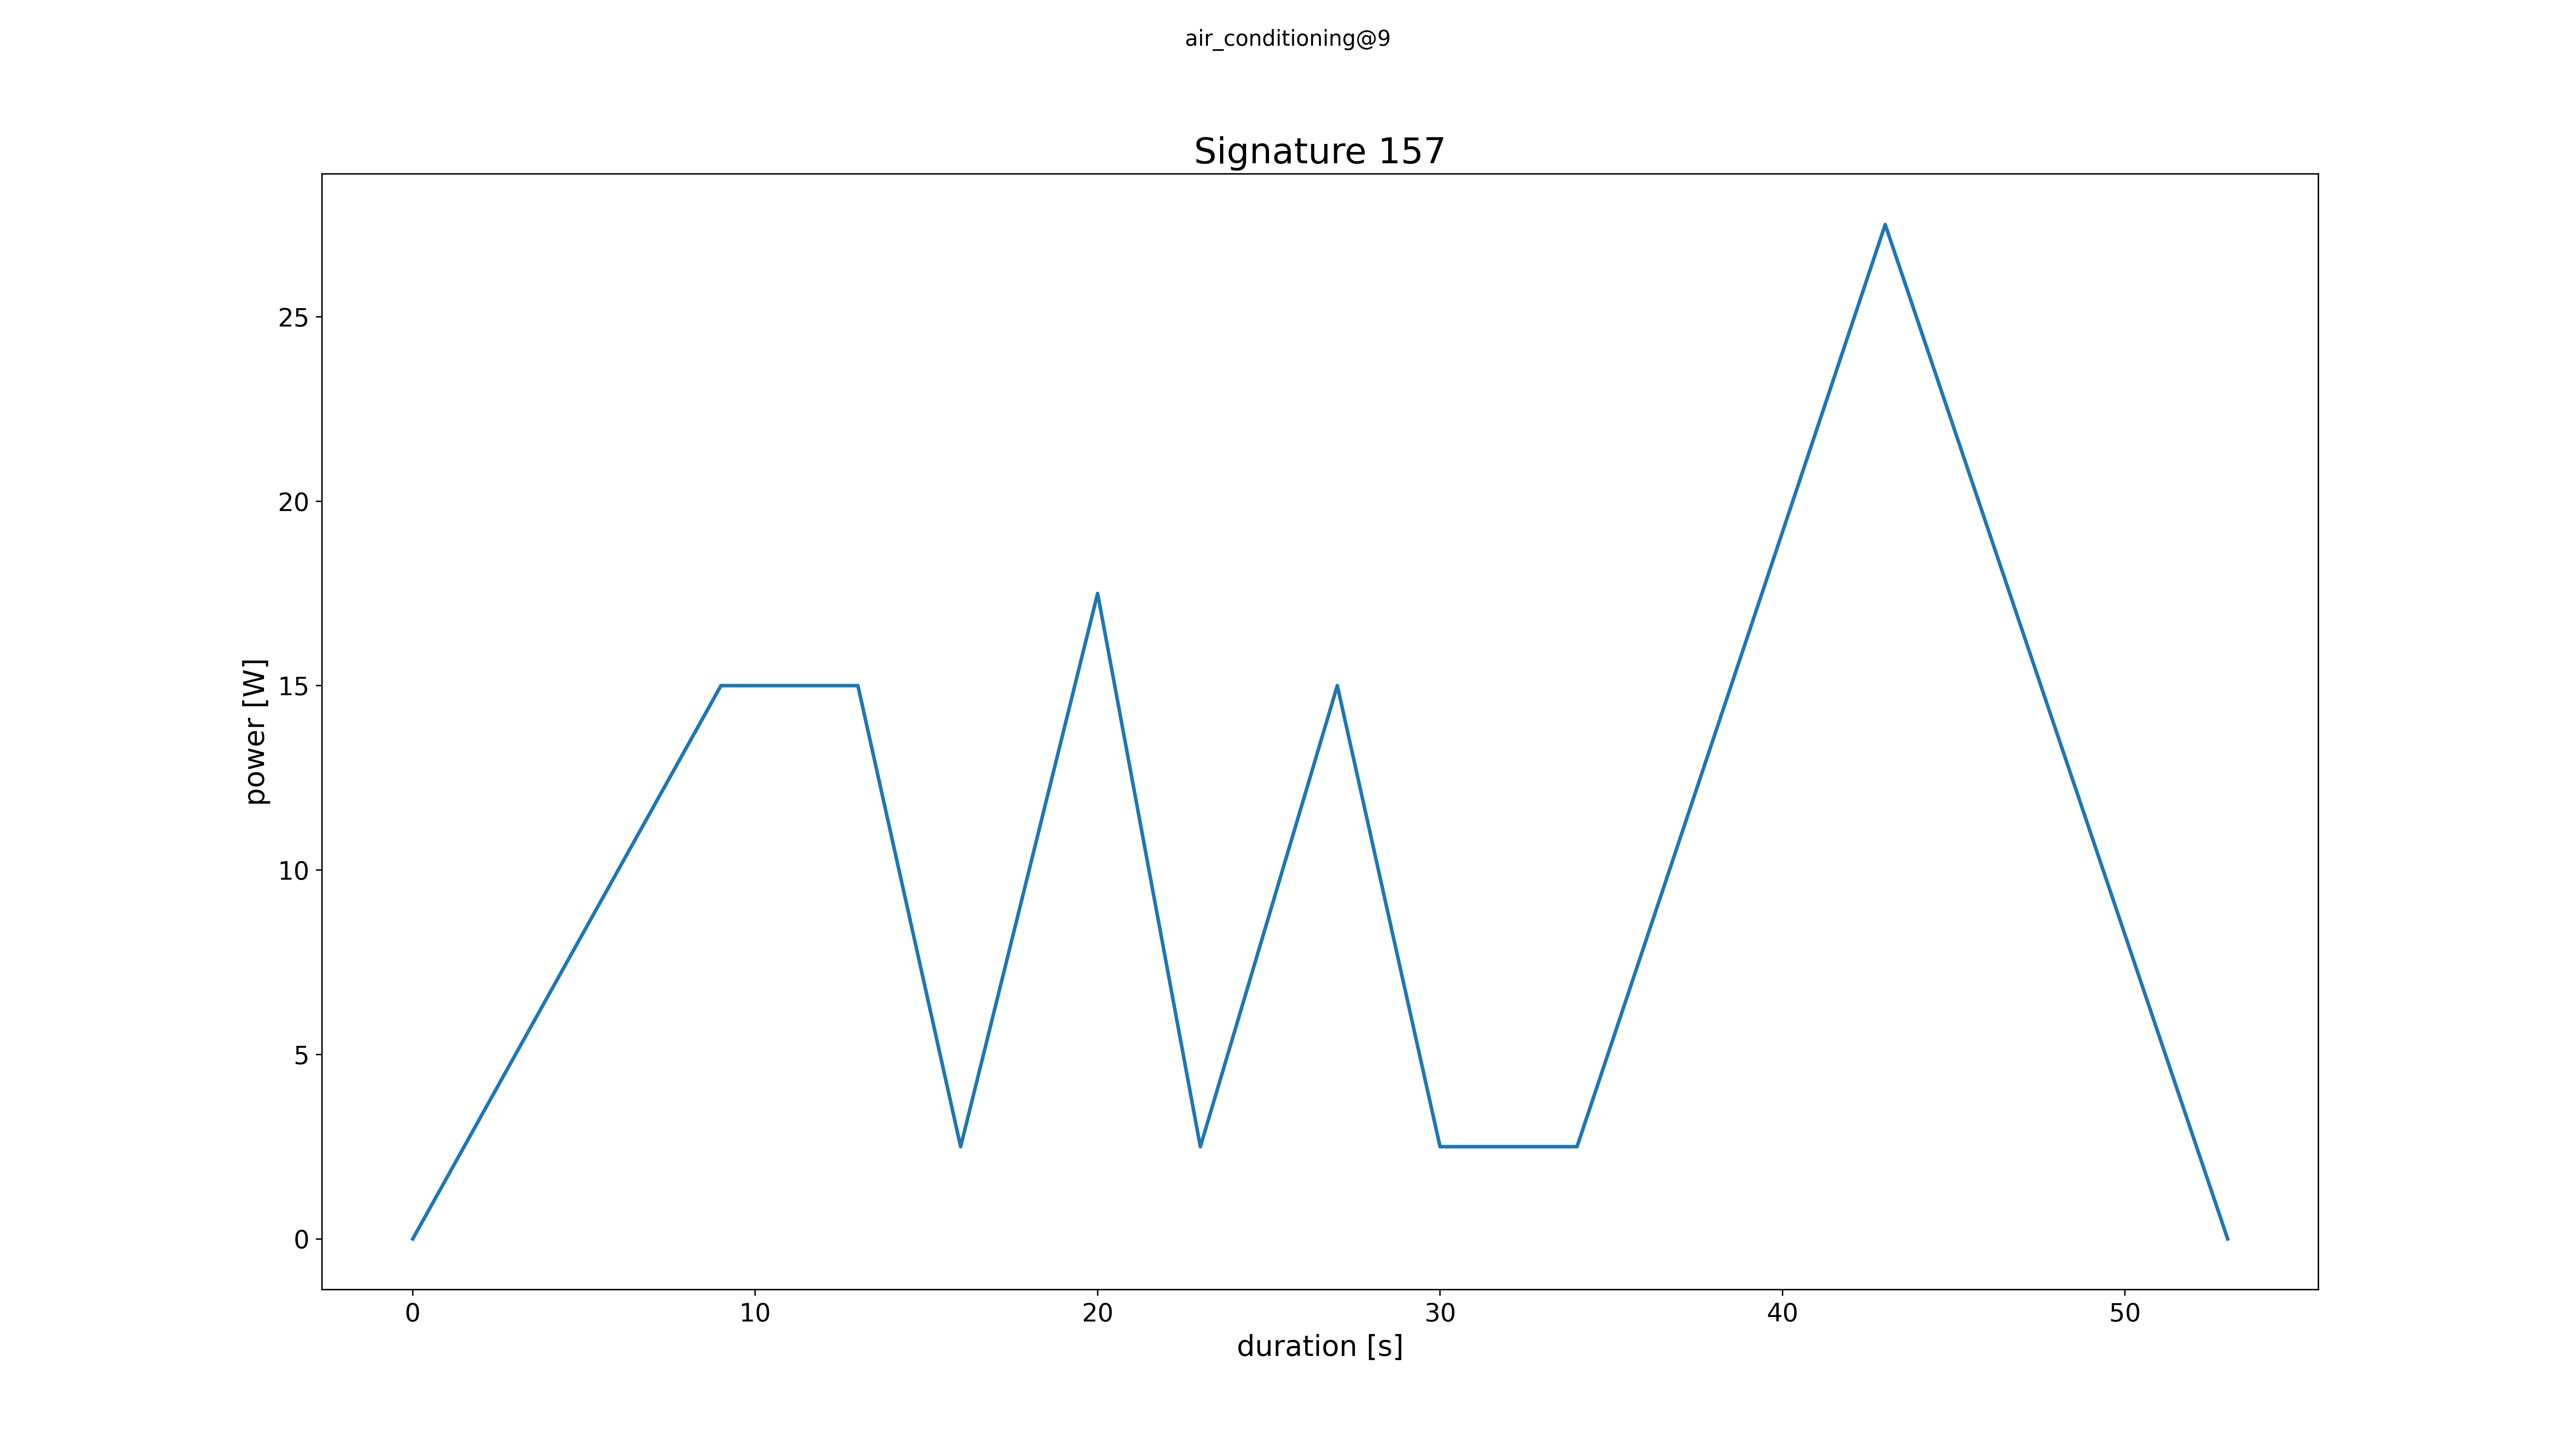 air_conditioning@9
Signature 157
power [W]
25
20
15
10
5
0
0 10 20 30 40 50
duration [s]